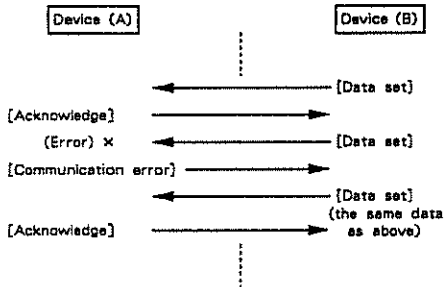 Device (A) Device (B)
[Data set]
[Acknowledge]
(Error) × [Data set]
[Communication error]
[Data set]
(the same data
[Acknowledge] as above)